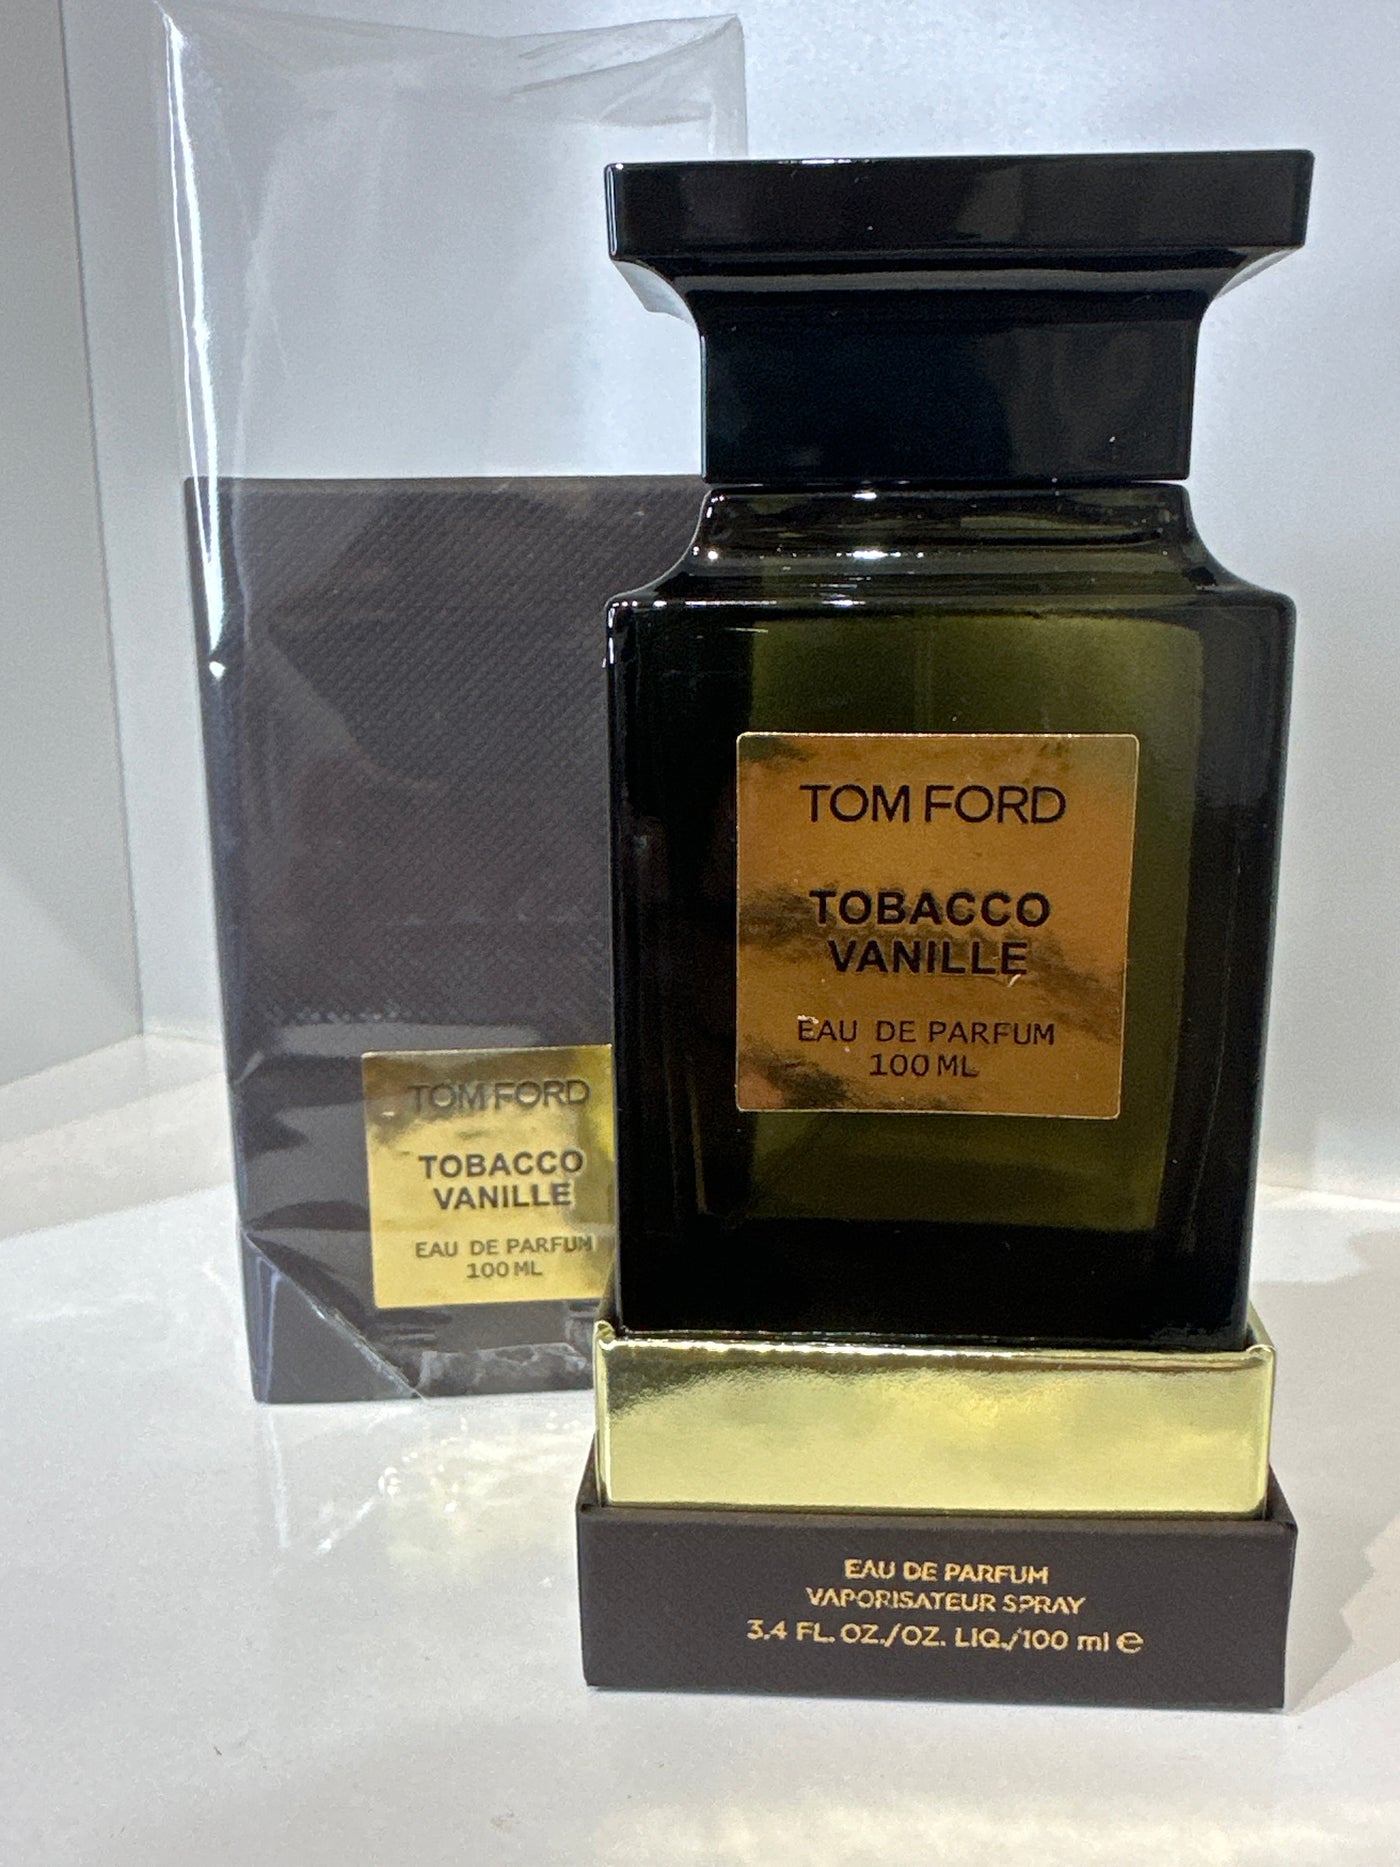 TOM FORD
TOBACCO
VANILLE
EAU DE PARFUM
100 ML
TOM FORD
TOBACCO
VANILLE
EAU DE PARFUM
100 ML
EAU DE PARFUM
VAPORISATEUR SPRAY
3.4 FL. OZ./OZ. LIQ./100 ml ℮